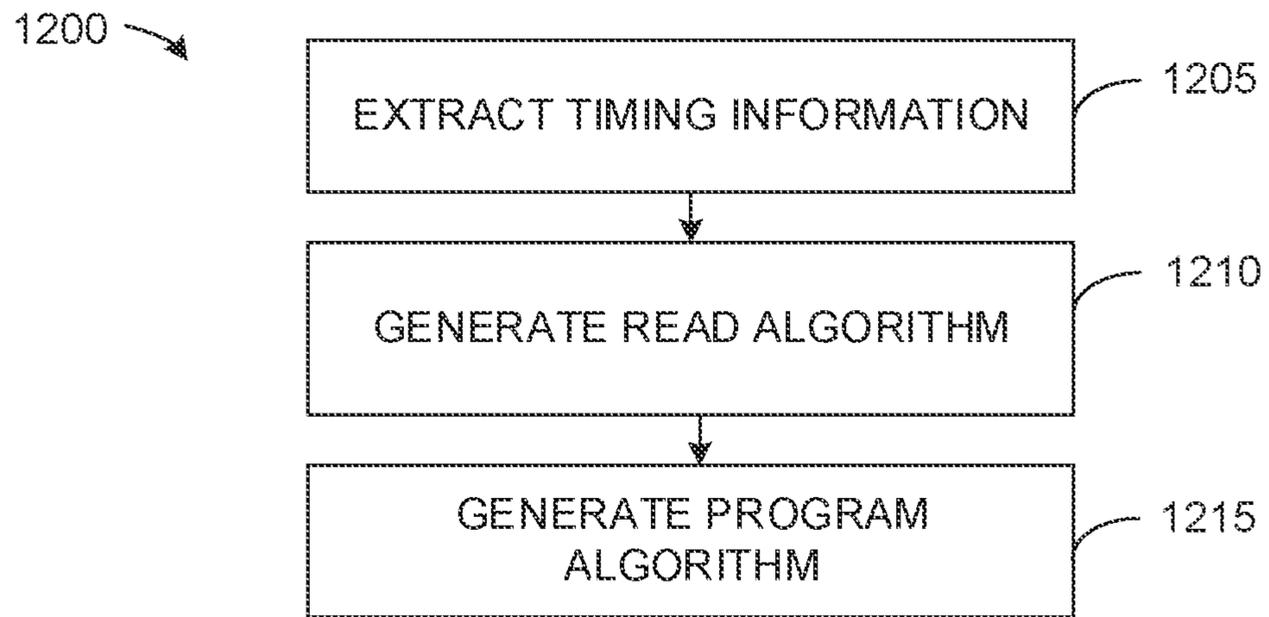 1200
EXTRACT TIMING INFORMATION
1205
GENERATE READ ALGORITHM
1210
GENERATE PROGRAM
ALGORITHM
1215